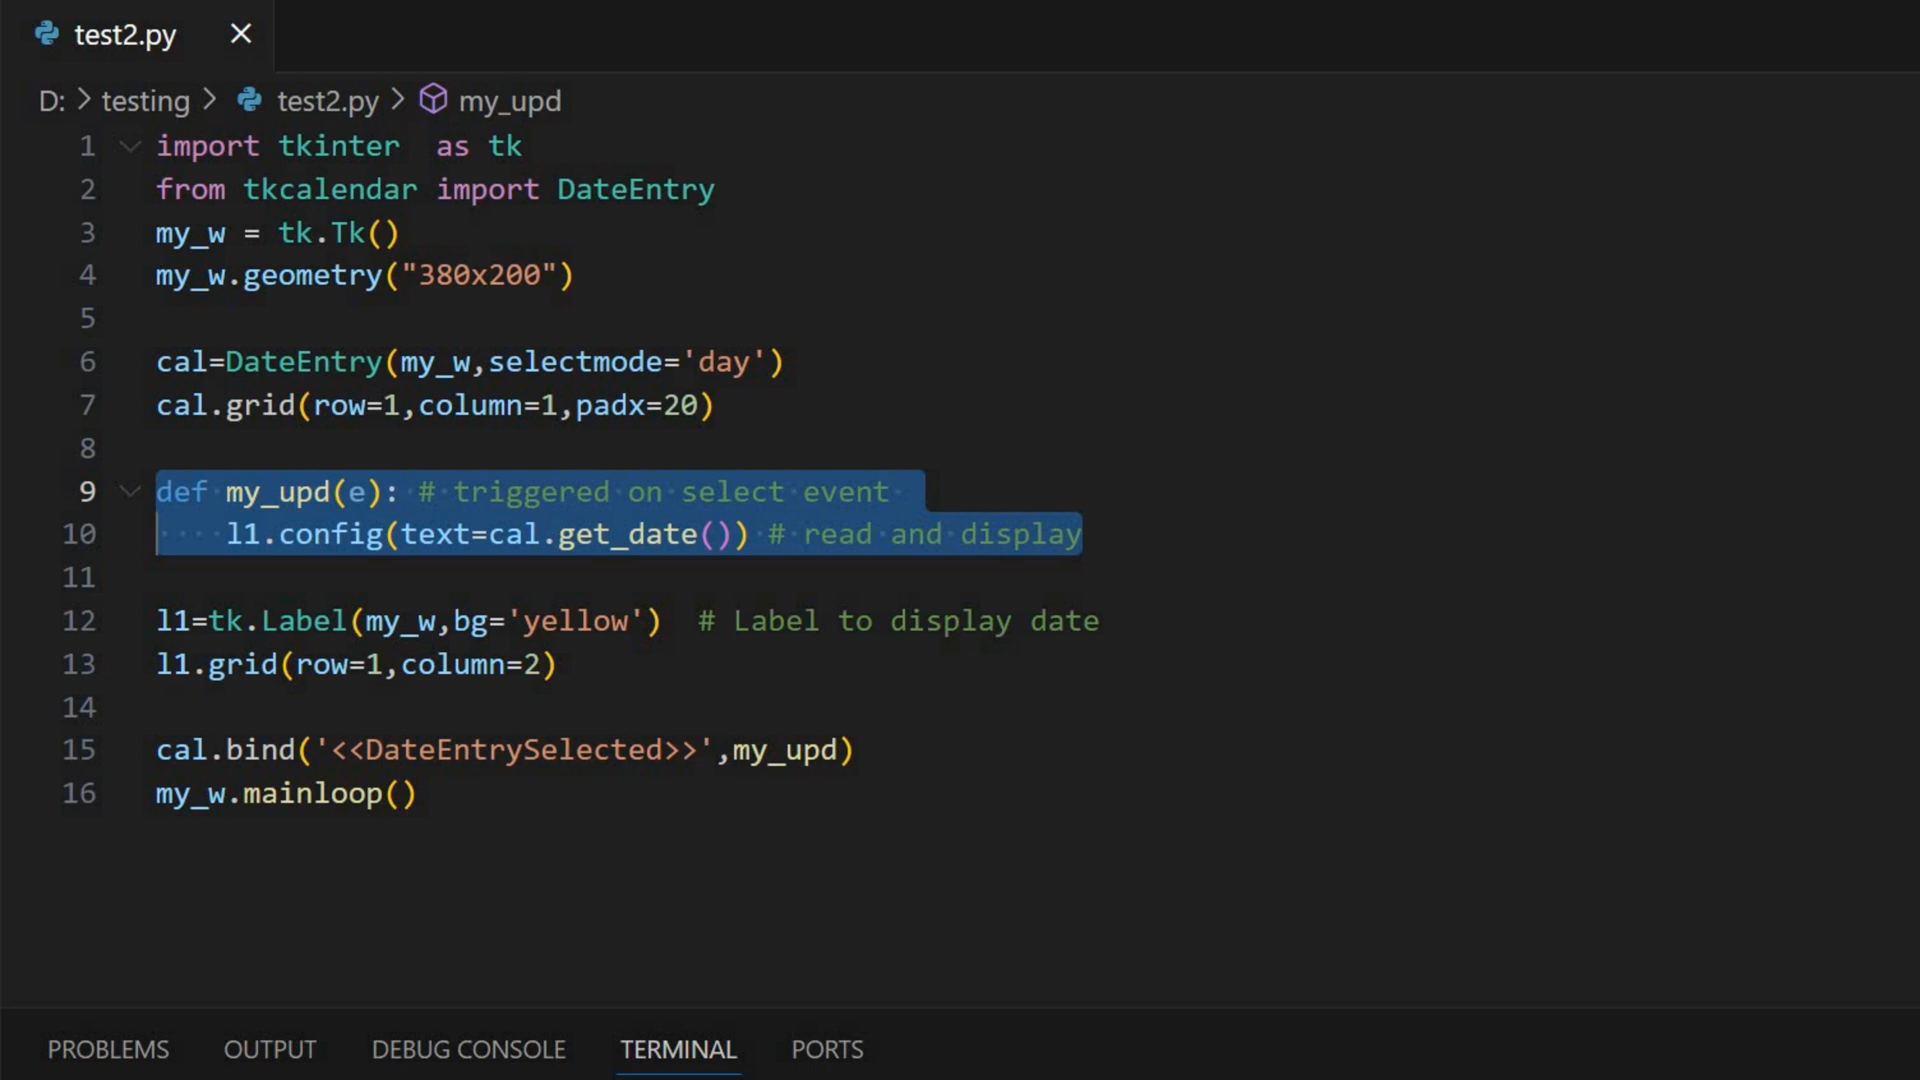 test2.py
D: > testing > test2.py > my_upd
1 import tkinter  as tk
2 from tkcalendar import DateEntry
3 my_w = tk.Tk()
4 my_w.geometry("380x200")
5
6 cal=DateEntry(my_w,selectmode='day')
7 cal.grid(row=1,column=1,padx=20)
8
9 def my_upd(e): # triggered on select event
10     l1.config(text=cal.get_date()) # read and display
11
12 l1=tk.Label(my_w,bg='yellow')  # Label to display date
13 l1.grid(row=1,column=2)
14
15 cal.bind('<<DateEntrySelected>>',my_upd)
16 my_w.mainloop()
PROBLEMS OUTPUT DEBUG CONSOLE TERMINAL PORTS